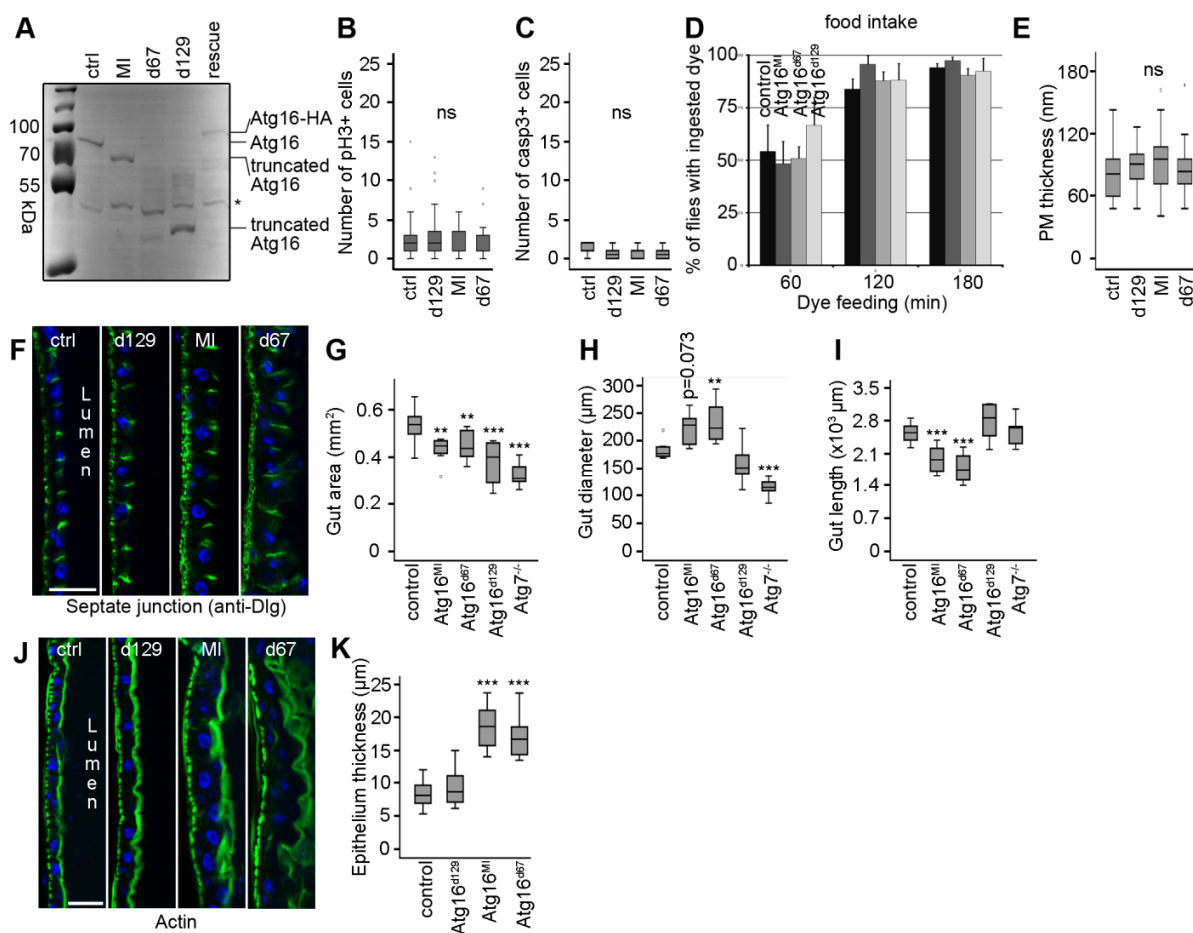 A
ctrl
MI
d67
d129
rescue
100
70
55
kDa
Atg16-HA
Atg16
truncated
Atg16
*
truncated
Atg16
B
Number of pH3+ cells
25
20
15
10
5
0
ns
ctrl
d129
MI
d67
C
Number of casp3+ cells
25
20
15
10
5
0
ns
ctrl
d129
MI
d67
D
food intake
% of flies with ingested dye
100
75
50
25
0
control
Atg16MI
Atg16d67
Atg16d129
60
120
180
Dye feeding (min)
E
PM thickness (nm)
180
120
60
0
ns
ctrl
d129
MI
d67
F
ctrl
d129
MI
d67
Lumen
Septate junction (anti-Dlg)
G
Gut area (mm²)
0.6
0.4
0.2
0
**
**
***
***
control
Atg16MI
Atg16d67
Atg16d129
Atg7-/-
H
Gut diameter (µm)
300
250
200
150
100
50
0
p=0.073
**
***
control
Atg16MI
Atg16d67
Atg16d129
Atg7-/-
I
Gut length (x10³ µm)
3.5
2.8
2.1
1.4
0.7
0
***
***
control
Atg16MI
Atg16d67
Atg16d129
Atg7-/-
J
ctrl
d129
MI
d67
Lumen
Actin
K
Epithelium thickness (µm)
25
20
15
10
5
0
***
***
control
Atg16d129
Atg16MI
Atg16d67